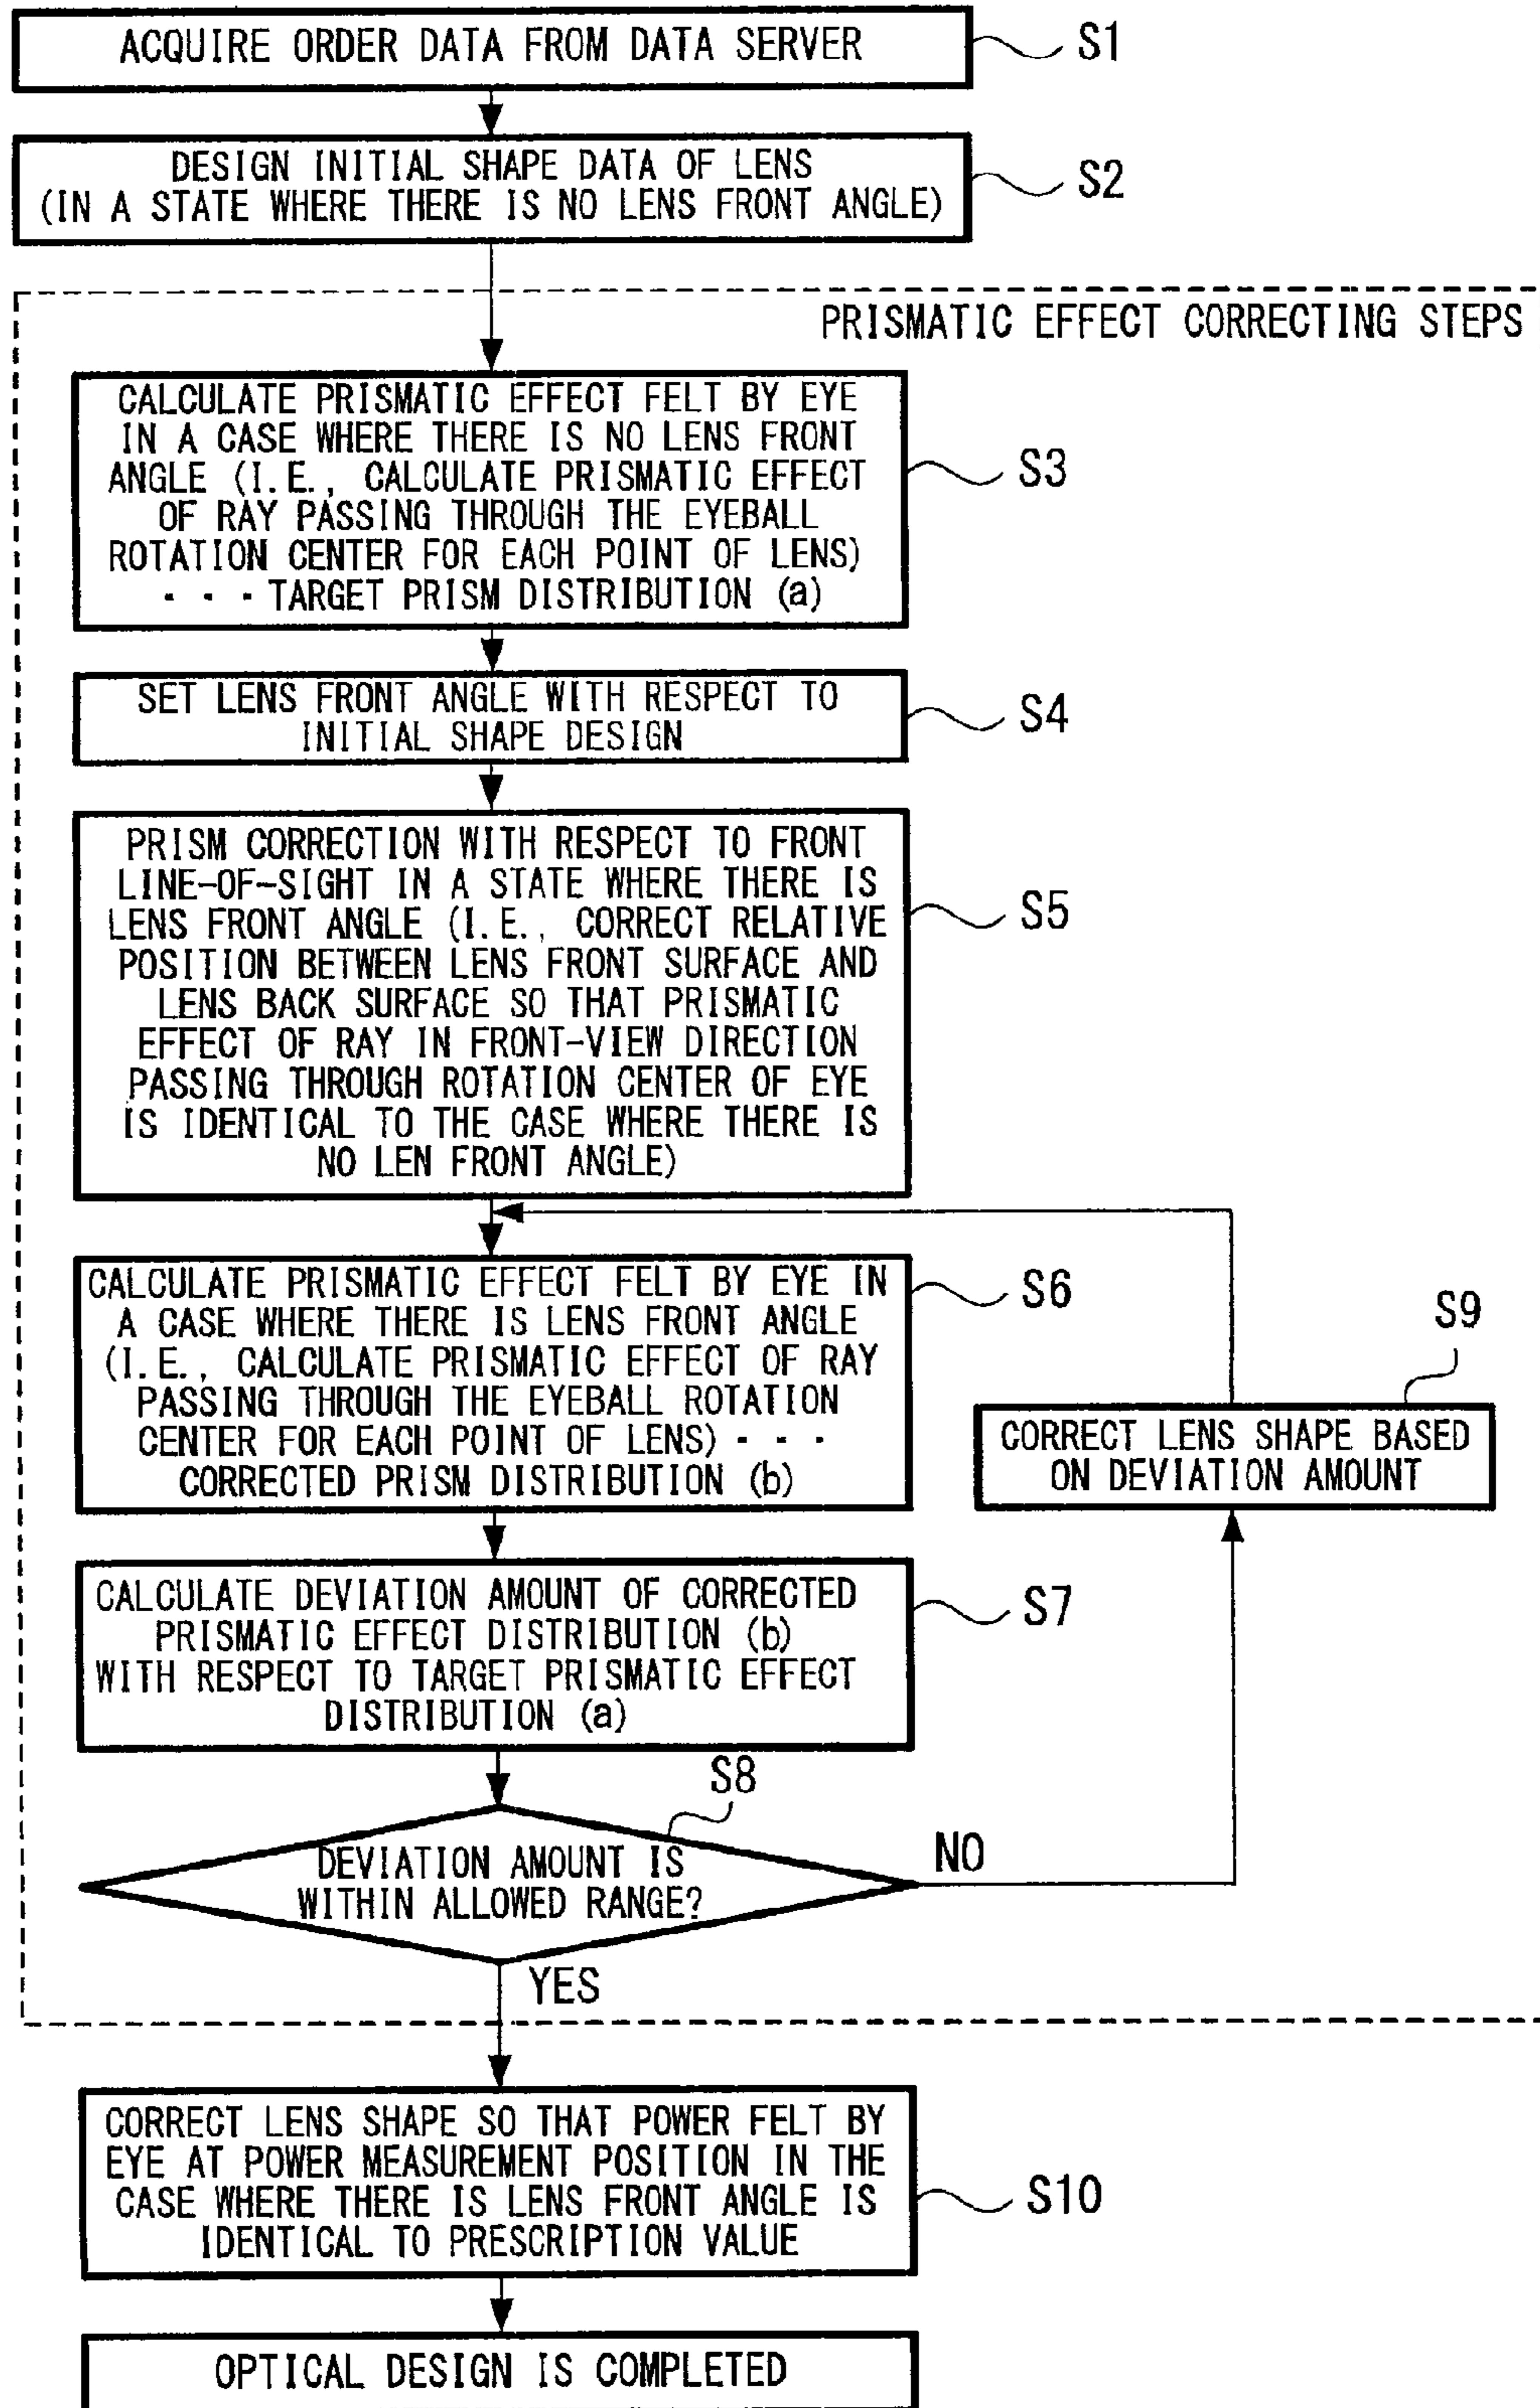 ACQUIRE ORDER DATA FROM DATA SERVER
S1
DESIGN INITIAL SHAPE DATA OF LENS
(IN A STATE WHERE THERE IS NO LENS FRONT ANGLE)
S2
PRISMATIC EFFECT CORRECTING STEPS
CALCULATE PRISMATIC EFFECT FELT BY EYE
IN A CASE WHERE THERE IS NO LENS FRONT
ANGLE (I.E., CALCULATE PRISMATIC EFFECT
OF RAY PASSING THROUGH THE EYEBALL
ROTATION CENTER FOR EACH POINT OF LENS)
・・・TARGET PRISM DISTRIBUTION (a)
S3
SET LENS FRONT ANGLE WITH RESPECT TO
INITIAL SHAPE DESIGN
S4
PRISM CORRECTION WITH RESPECT TO FRONT
LINE-OF-SIGHT IN A STATE WHERE THERE IS
LENS FRONT ANGLE (I.E., CORRECT RELATIVE
POSITION BETWEEN LENS FRONT SURFACE AND
LENS BACK SURFACE SO THAT PRISMATIC
EFFECT OF RAY IN FRONT-VIEW DIRECTION
PASSING THROUGH ROTATION CENTER OF EYE
IS IDENTICAL TO THE CASE WHERE THERE IS
NO LEN FRONT ANGLE)
S5
CALCULATE PRISMATIC EFFECT FELT BY EYE IN
A CASE WHERE THERE IS LENS FRONT ANGLE
(I.E., CALCULATE PRISMATIC EFFECT OF RAY
PASSING THROUGH THE EYEBALL ROTATION
CENTER FOR EACH POINT OF LENS)・・・
CORRECTED PRISM DISTRIBUTION (b)
S6
S9
CORRECT LENS SHAPE BASED
ON DEVIATION AMOUNT
CALCULATE DEVIATION AMOUNT OF CORRECTED
PRISMATIC EFFECT DISTRIBUTION (b)
WITH RESPECT TO TARGET PRISMATIC EFFECT
DISTRIBUTION (a)
S7
S8
DEVIATION AMOUNT IS
WITHIN ALLOWED RANGE?
NO
YES
CORRECT LENS SHAPE SO THAT POWER FELT BY
EYE AT POWER MEASUREMENT POSITION IN THE
CASE WHERE THERE IS LENS FRONT ANGLE IS
IDENTICAL TO PRESCRIPTION VALUE
S10
OPTICAL DESIGN IS COMPLETED